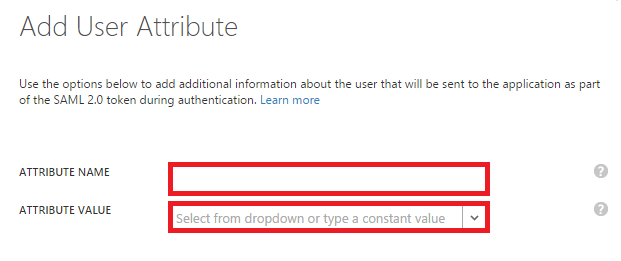 Add User Attribute
Use the options below to add additional information about the user that will be sent to the application as part
of the SAML 2.0 token during authentication. Learn more
ATTRIBUTE NAME
?
ATTRIBUTE VALUE
Select from dropdown or type a constant value
?